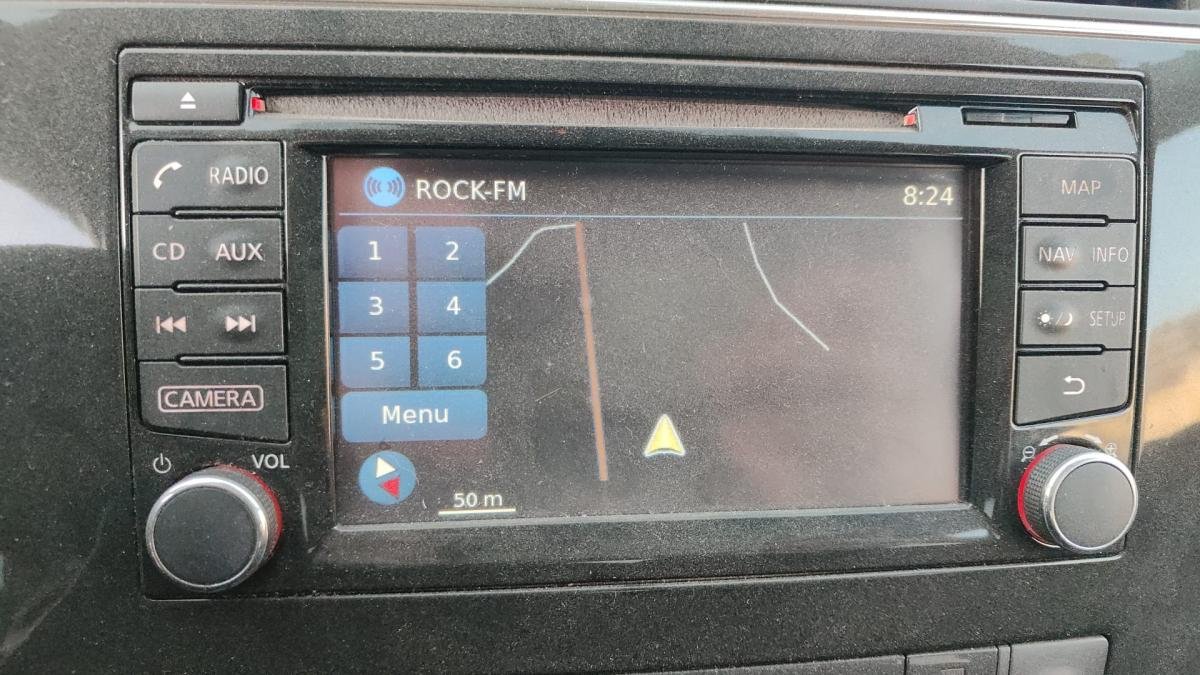 RADIO
CD AUX
CAMERA
VOL
ROCK-FM 8:24
1 2
3 4
5 6
Menu
50 m
MAP
NAV INFO
SETUP